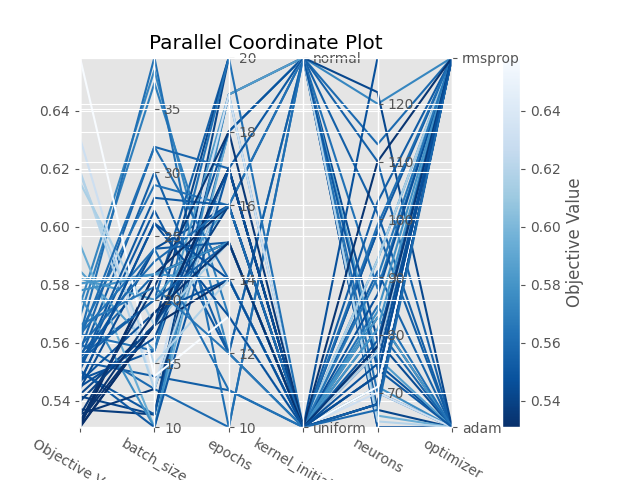 Parallel Coordinate Plot
20 normal rmsprop
0.64 35 120 0.64
18
0.62 30 110 0.62
16
0.60 0.60
0.58 0.58
0.56 12 80 0.56
70
0.54 0.54
10 10 uniform adam
Objective Value
batch_size
epochs
neurons
optimizer